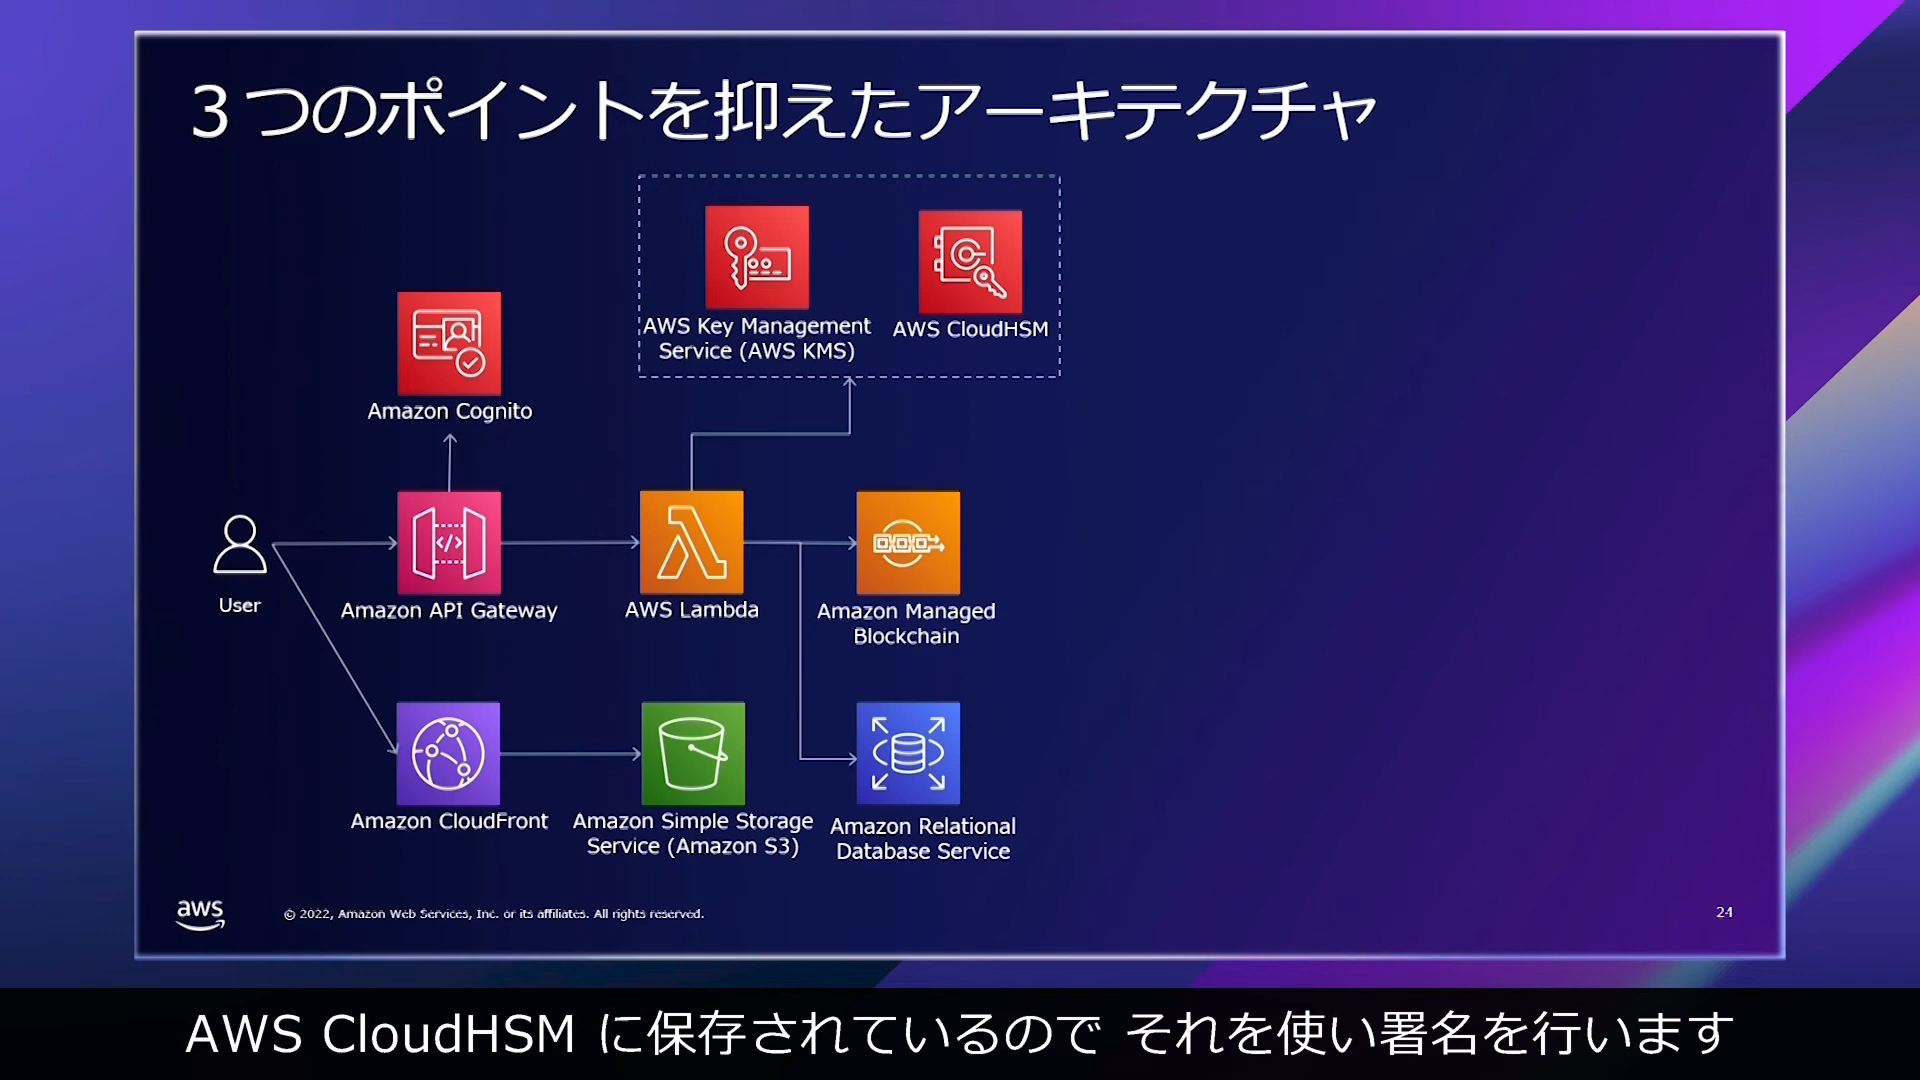 ３つのポイントを抑えたアーキテクチャ
AWS Key Management
Service (AWS KMS)
AWS CloudHSM
Amazon Cognito
User
Amazon API Gateway
AWS Lambda
Amazon Managed
Blockchain
Amazon CloudFront
Amazon Simple Storage
Service (Amazon S3)
Amazon Relational
Database Service
aws
© 2022, Amazon Web Services, Inc. or its affiliates. All rights reserved.
24
AWS CloudHSM に保存されているので それを使い署名を行います